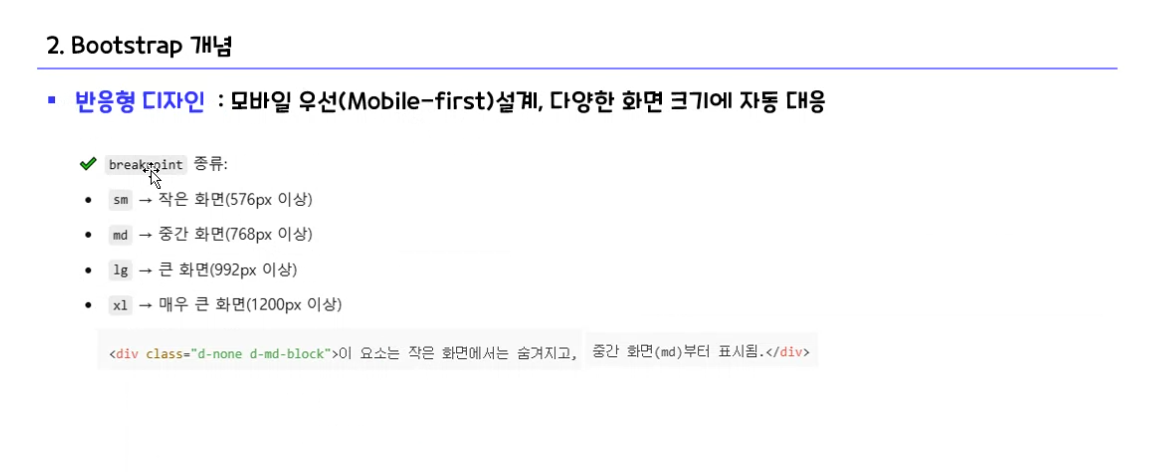 2. Bootstrap 개념
▪ 반응형 디자인 : 모바일 우선(Mobile-first)설계, 다양한 화면 크기에 자동 대응
✔ breakpoint 종류:
• sm → 작은 화면(576px 이상)
• md → 중간 화면(768px 이상)
• lg → 큰 화면(992px 이상)
• xl → 매우 큰 화면(1200px 이상)
<div class="d-none d-md-block">이 요소는 작은 화면에서는 숨겨지고, 중간 화면(md)부터 표시됨.</div>